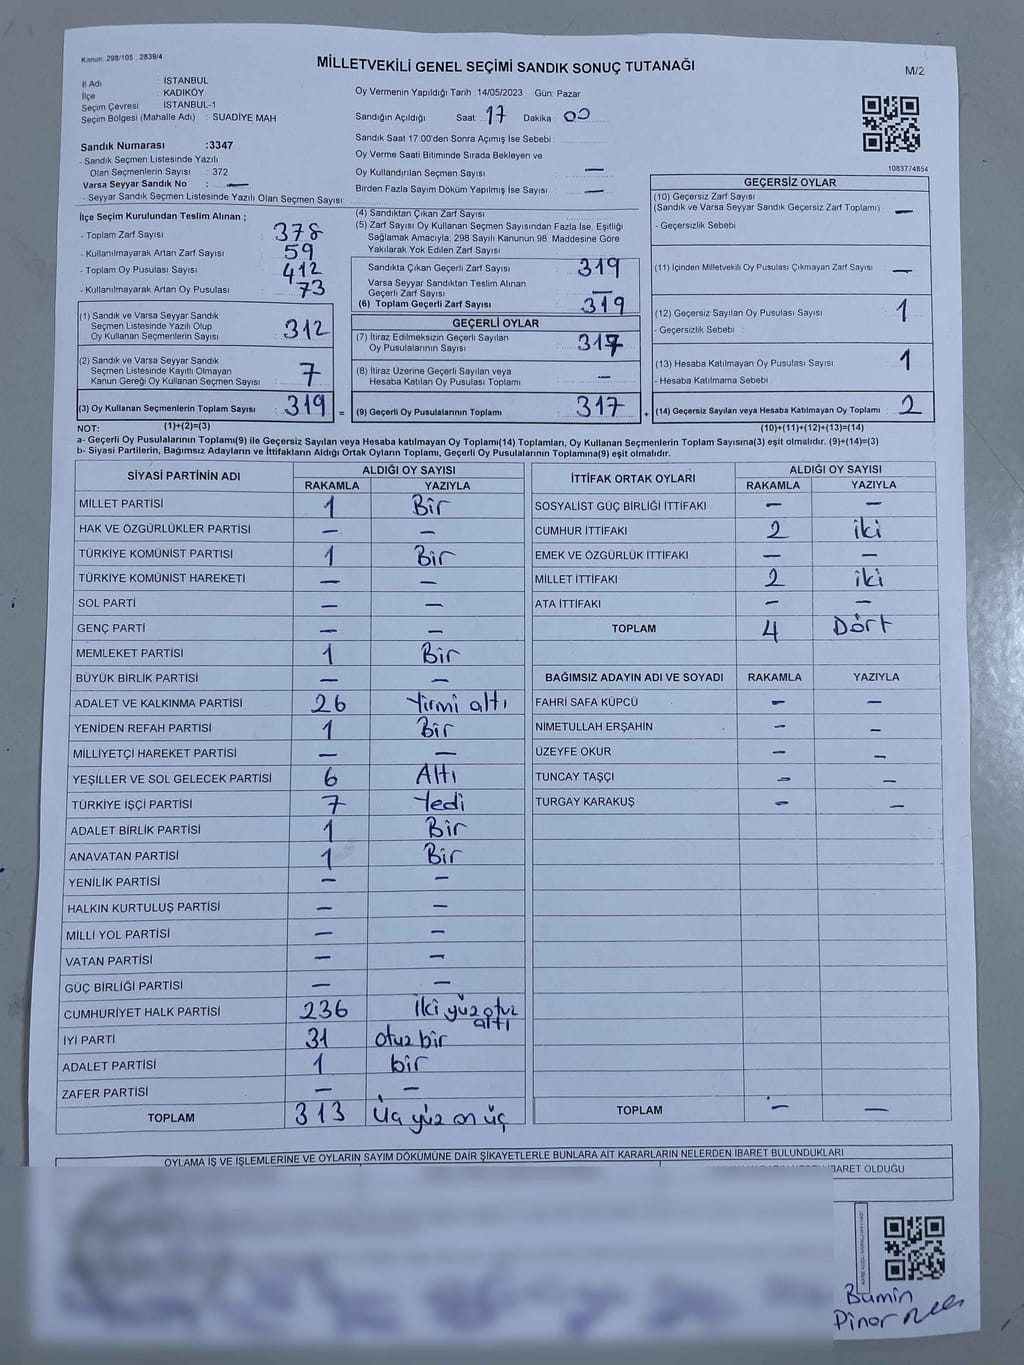 Kanun: 298/105 . 2839/4
MİLLETVEKİLİ GENEL SEÇİMİ SANDIK SONUÇ TUTANAĞI
M/2
İl Adı : İSTANBUL
İlçe : KADIKÖY
Seçim Çevresi : İSTANBUL-1
Seçim Bölgesi (Mahalle Adı) : SUADİYE MAH
Oy Vermenin Yapıldığı Tarih :14/05/2023 Gün: Pazar
Sandığın Açıldığı Saat: 17 Dakika : 00
Sandık Saat 17:00'den Sonra Açımış İse Sebebi :
Oy Verme Saati Bitiminde Sırada Bekleyen ve
Oy Kullandırılan Seçmen Sayısı : —
Birden Fazla Sayım Döküm Yapılmış İse Sayısı : —
1083774854
Sandık Numarası :3347
- Sandık Seçmen Listesinde Yazılı
Olan Seçmenlerin Sayısı : 372
Varsa Seyyar Sandık No : —
- Seyyar Sandık Seçmen Listesinde Yazılı Olan Seçmen Sayısı:
İlçe Seçim Kurulundan Teslim Alınan ;
- Toplam Zarf Sayısı : 378
- Kullanılmayarak Artan Zarf Sayısı : 59
- Toplam Oy Pusulası Sayısı : 412
- Kullanılmayarak Artan Oy Pusulası : 73
(1) Sandık ve Varsa Seyyar Sandık
Seçmen Listesinde Yazılı Olup
Oy Kullanan Seçmenlerin Sayısı : 312
(2) Sandık ve Varsa Seyyar Sandık
Seçmen Listesinde Kayıtlı Olmayan
Kanun Gereği Oy Kullanan Seçmen Sayısı : 7
(3) Oy Kullanan Seçmenlerin Toplam Sayısı : 319 =
(4) Sandıktan Çıkan Zarf Sayısı :
(5) Zarf Sayısı Oy Kullanan Seçmen Sayısından Fazla İse, Eşitliği
Sağlamak Amacıyla, 298 Sayılı Kanunun 98. Maddesine Göre
Yakılarak Yok Edilen Zarf Sayısı :
Sandıkta Çıkan Geçerli Zarf Sayısı : 319
Varsa Seyyar Sandıktan Teslim Alınan
Geçerli Zarf Sayısı : —
(6) Toplam Geçerli Zarf Sayısı : 319
GEÇERLİ OYLAR
(7) İtiraz Edilmeksizin Geçerli Sayılan
Oy Pusulalarının Sayısı : 317
(8) İtiraz Üzerine Geçerli Sayılan veya
Hesaba Katılan Oy Pusulası Toplamı : —
(9) Geçerli Oy Pusulalarının Toplamı : 317 +
GEÇERSİZ OYLAR
(10) Geçersiz Zarf Sayısı
(Sandık ve Varsa Seyyar Sandık Geçersiz Zarf Toplamı) : —
- Geçersizlik Sebebi :
(11) İçinden Milletvekili Oy Pusulası Çıkmayan Zarf Sayısı : —
(12) Geçersiz Sayılan Oy Pusulası Sayısı : 1
- Geçersizlik Sebebi :
(13) Hesaba Katılmayan Oy Pusulası Sayısı : 1
- Hesaba Katılmama Sebebi :
(14) Geçersiz Sayılan veya Hesaba Katılmayan Oy Toplamı : 2
NOT: (1)+(2)=(3) (10)+(11)+(12)+(13)=(14)
a- Geçerli Oy Pusulalarının Toplamı(9) ile Geçersiz Sayılan veya Hesaba katılmayan Oy Toplamı(14) Toplamları, Oy Kullanan Seçmenlerin Toplam Sayısına(3) eşit olmalıdır. (9)+(14)=(3)
b- Siyasi Partilerin, Bağımsız Adayların ve İttifakların Aldığı Ortak Oyların Toplamı, Geçerli Oy Pusulalarının Toplamına(9) eşit olmalıdır.
SİYASİ PARTİNİN ADI ALDIĞI OY SAYISI
RAKAMLA YAZIYLA
MİLLET PARTİSİ 1 Bir
HAK VE ÖZGÜRLÜKLER PARTİSİ — —
TÜRKİYE KOMÜNİST PARTİSİ 1 Bir
TÜRKİYE KOMÜNİST HAREKETİ — —
SOL PARTİ — —
GENÇ PARTİ — —
MEMLEKET PARTİSİ 1 Bir
BÜYÜK BİRLİK PARTİSİ — —
ADALET VE KALKINMA PARTİSİ 26 Yirmi altı
YENİDEN REFAH PARTİSİ 1 Bir
MİLLİYETÇİ HAREKET PARTİSİ — —
YEŞİLLER VE SOL GELECEK PARTİSİ 6 Altı
TÜRKİYE İŞÇİ PARTİSİ 7 Yedi
ADALET BİRLİK PARTİSİ 1 Bir
ANAVATAN PARTİSİ 1 Bir
YENİLİK PARTİSİ — —
HALKIN KURTULUŞ PARTİSİ — —
MİLLİ YOL PARTİSİ — —
VATAN PARTİSİ — —
GÜÇ BİRLİĞİ PARTİSİ — —
CUMHURİYET HALK PARTİSİ 236 İki yüz otuz
altı
İYİ PARTİ 31 otuz bir
ADALET PARTİSİ 1 bir
ZAFER PARTİSİ — —
TOPLAM 313 Üç yüz on üç
İTTİFAK ORTAK OYLARI ALDIĞI OY SAYISI
RAKAMLA YAZIYLA
SOSYALİST GÜÇ BİRLİĞİ İTTİFAKI — —
CUMHUR İTTİFAKI 2 iki
EMEK VE ÖZGÜRLÜK İTTİFAKI — —
MİLLET İTTİFAKI 2 iki
ATA İTTİFAKI — —
TOPLAM 4 Dört
BAĞIMSIZ ADAYIN ADI VE SOYADI RAKAMLA YAZIYLA
FAHRİ SAFA KÜPCÜ — —
NİMETULLAH ERŞAHİN — —
ÜZEYFE OKUR — —
TUNCAY TAŞÇI — —
TURGAY KARAKUŞ — —
TOPLAM — —
OYLAMA İŞ VE İŞLEMLERİNE VE OYLARIN SAYIM DÖKÜMÜNE DAİR ŞİKAYETLERLE BUNLARA AİT KARARLARIN NELERDEN İBARET BULUNDUKLARI
İBARET OLDUĞU
Bumin
Pınar